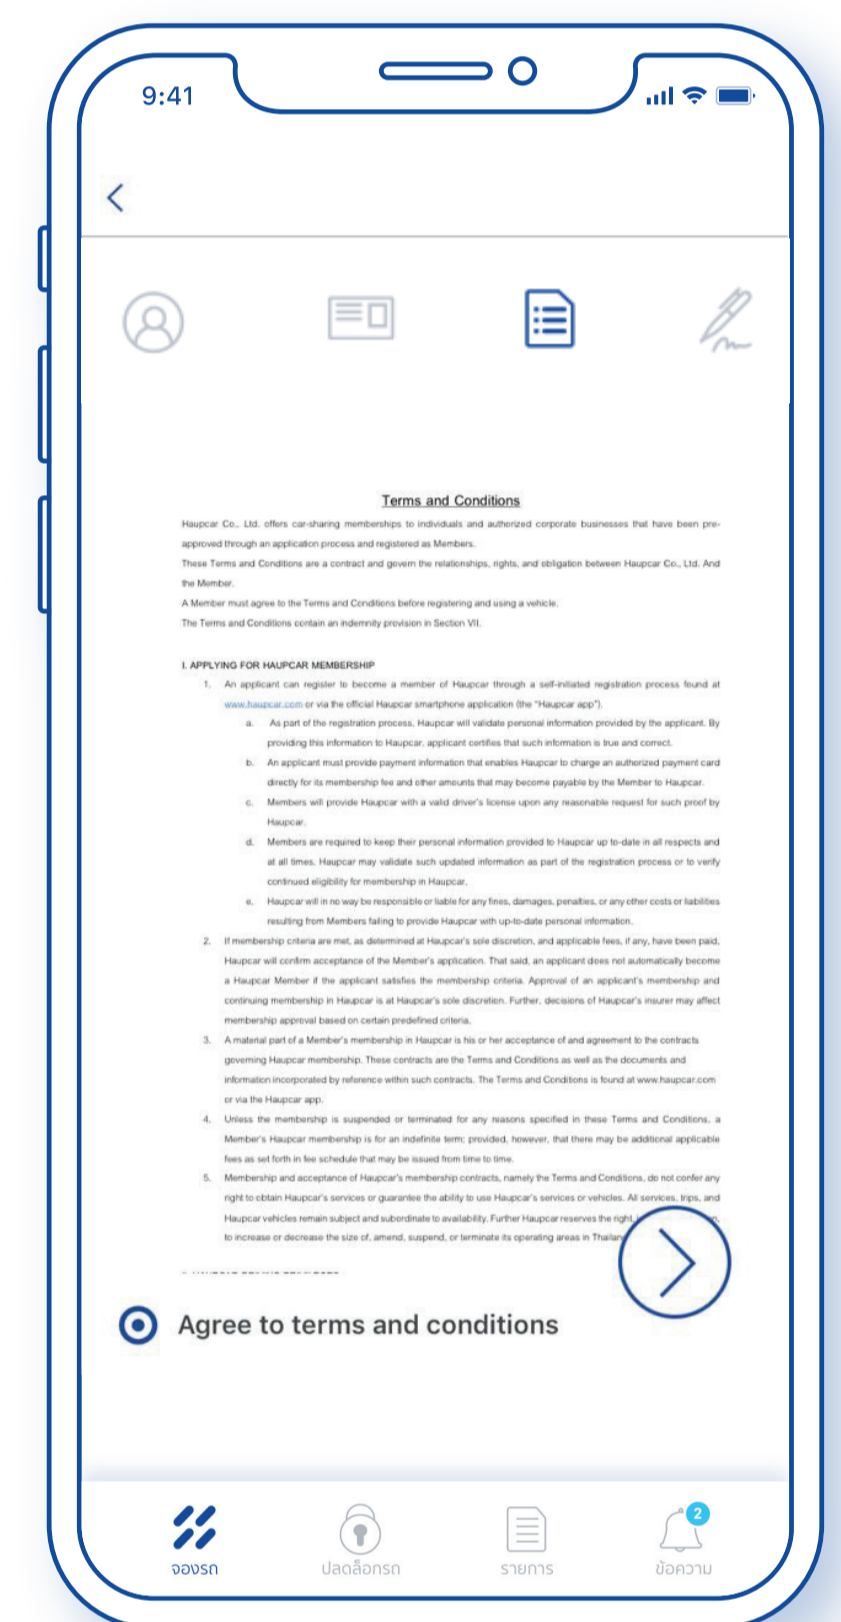 9:41
Terms and Conditions
Haupcar Co., Ltd. offers car-sharing memberships to individuals and authorized corporate businesses that have been pre-
approved through an application process and registered as Members.
These Terms and Conditions are a contract and govern the relationships, rights, and obligation between Haupcar Co., Ltd. And
the Member.
A Member must agree to the Terms and Conditions before registering and using a vehicle.
The Terms and Conditions contain an indemnity provision in Section VII.
I. APPLYING FOR HAUPCAR MEMBERSHIP
1. An applicant can register to become a member of Haupcar through a self-initiated registration process found at
www.haupcar.com or via the official Haupcar smartphone application (the "Haupcar app").
a. As part of the registration process, Haupcar will validate personal information provided by the applicant. By
providing this information to Haupcar, applicant certifies that such information is true and correct.
b. An applicant must provide payment information that enables Haupcar to charge an authorized payment card
directly for its membership fee and other amounts that may become payable by the Member to Haupcar.
c. Members will provide Haupcar with a valid driver's license upon any reasonable request for such proof by
Haupcar.
d. Members are required to keep their personal information provided to Haupcar up to-date in all respects and
at all times. Haupcar may validate such updated information as part of the registration process or to verify
continued eligibility for membership in Haupcar.
e. Haupcar will in no way be responsible or liable for any fines, damages, penalties, or any other costs or liabilities
resulting from Members failing to provide Haupcar with up-to-date personal information.
2. If membership criteria are met, as determined at Haupcar's sole discretion, and applicable fees, if any, have been paid,
Haupcar will confirm acceptance of the Member's application. That said, an applicant does not automatically become
a Haupcar Member if the applicant satisfies the membership criteria. Approval of an applicant's membership and
continuing membership in Haupcar is at Haupcar's sole discretion. Further, decisions of Haupcar's insurer may affect
membership approval based on certain predefined criteria.
3. A material part of a Member's membership in Haupcar is his or her acceptance of and agreement to the contracts
governing Haupcar membership. These contracts are the Terms and Conditions as well as the documents and
information incorporated by reference within such contracts. The Terms and Conditions is found at www.haupcar.com
or via the Haupcar app.
4. Unless the membership is suspended or terminated for any reasons specified in these Terms and Conditions, a
Member's Haupcar membership is for an indefinite term; provided, however, that there may be additional applicable
fees as set forth in fee schedule that may be issued from time to time.
5. Membership and acceptance of Haupcar's membership contracts, namely the Terms and Conditions, do not confer any
right to obtain Haupcar's services or guarantee the ability to use Haupcar's services or vehicles. All services, trips, and
Haupcar vehicles remain subject and subordinate to availability. Further Haupcar reserves the right,
to increase or decrease the size of, amend, suspend, or terminate its operating areas in
Agree to terms and conditions
2
จองรถ ปลดล็อกรถ รายการ ข้อความ